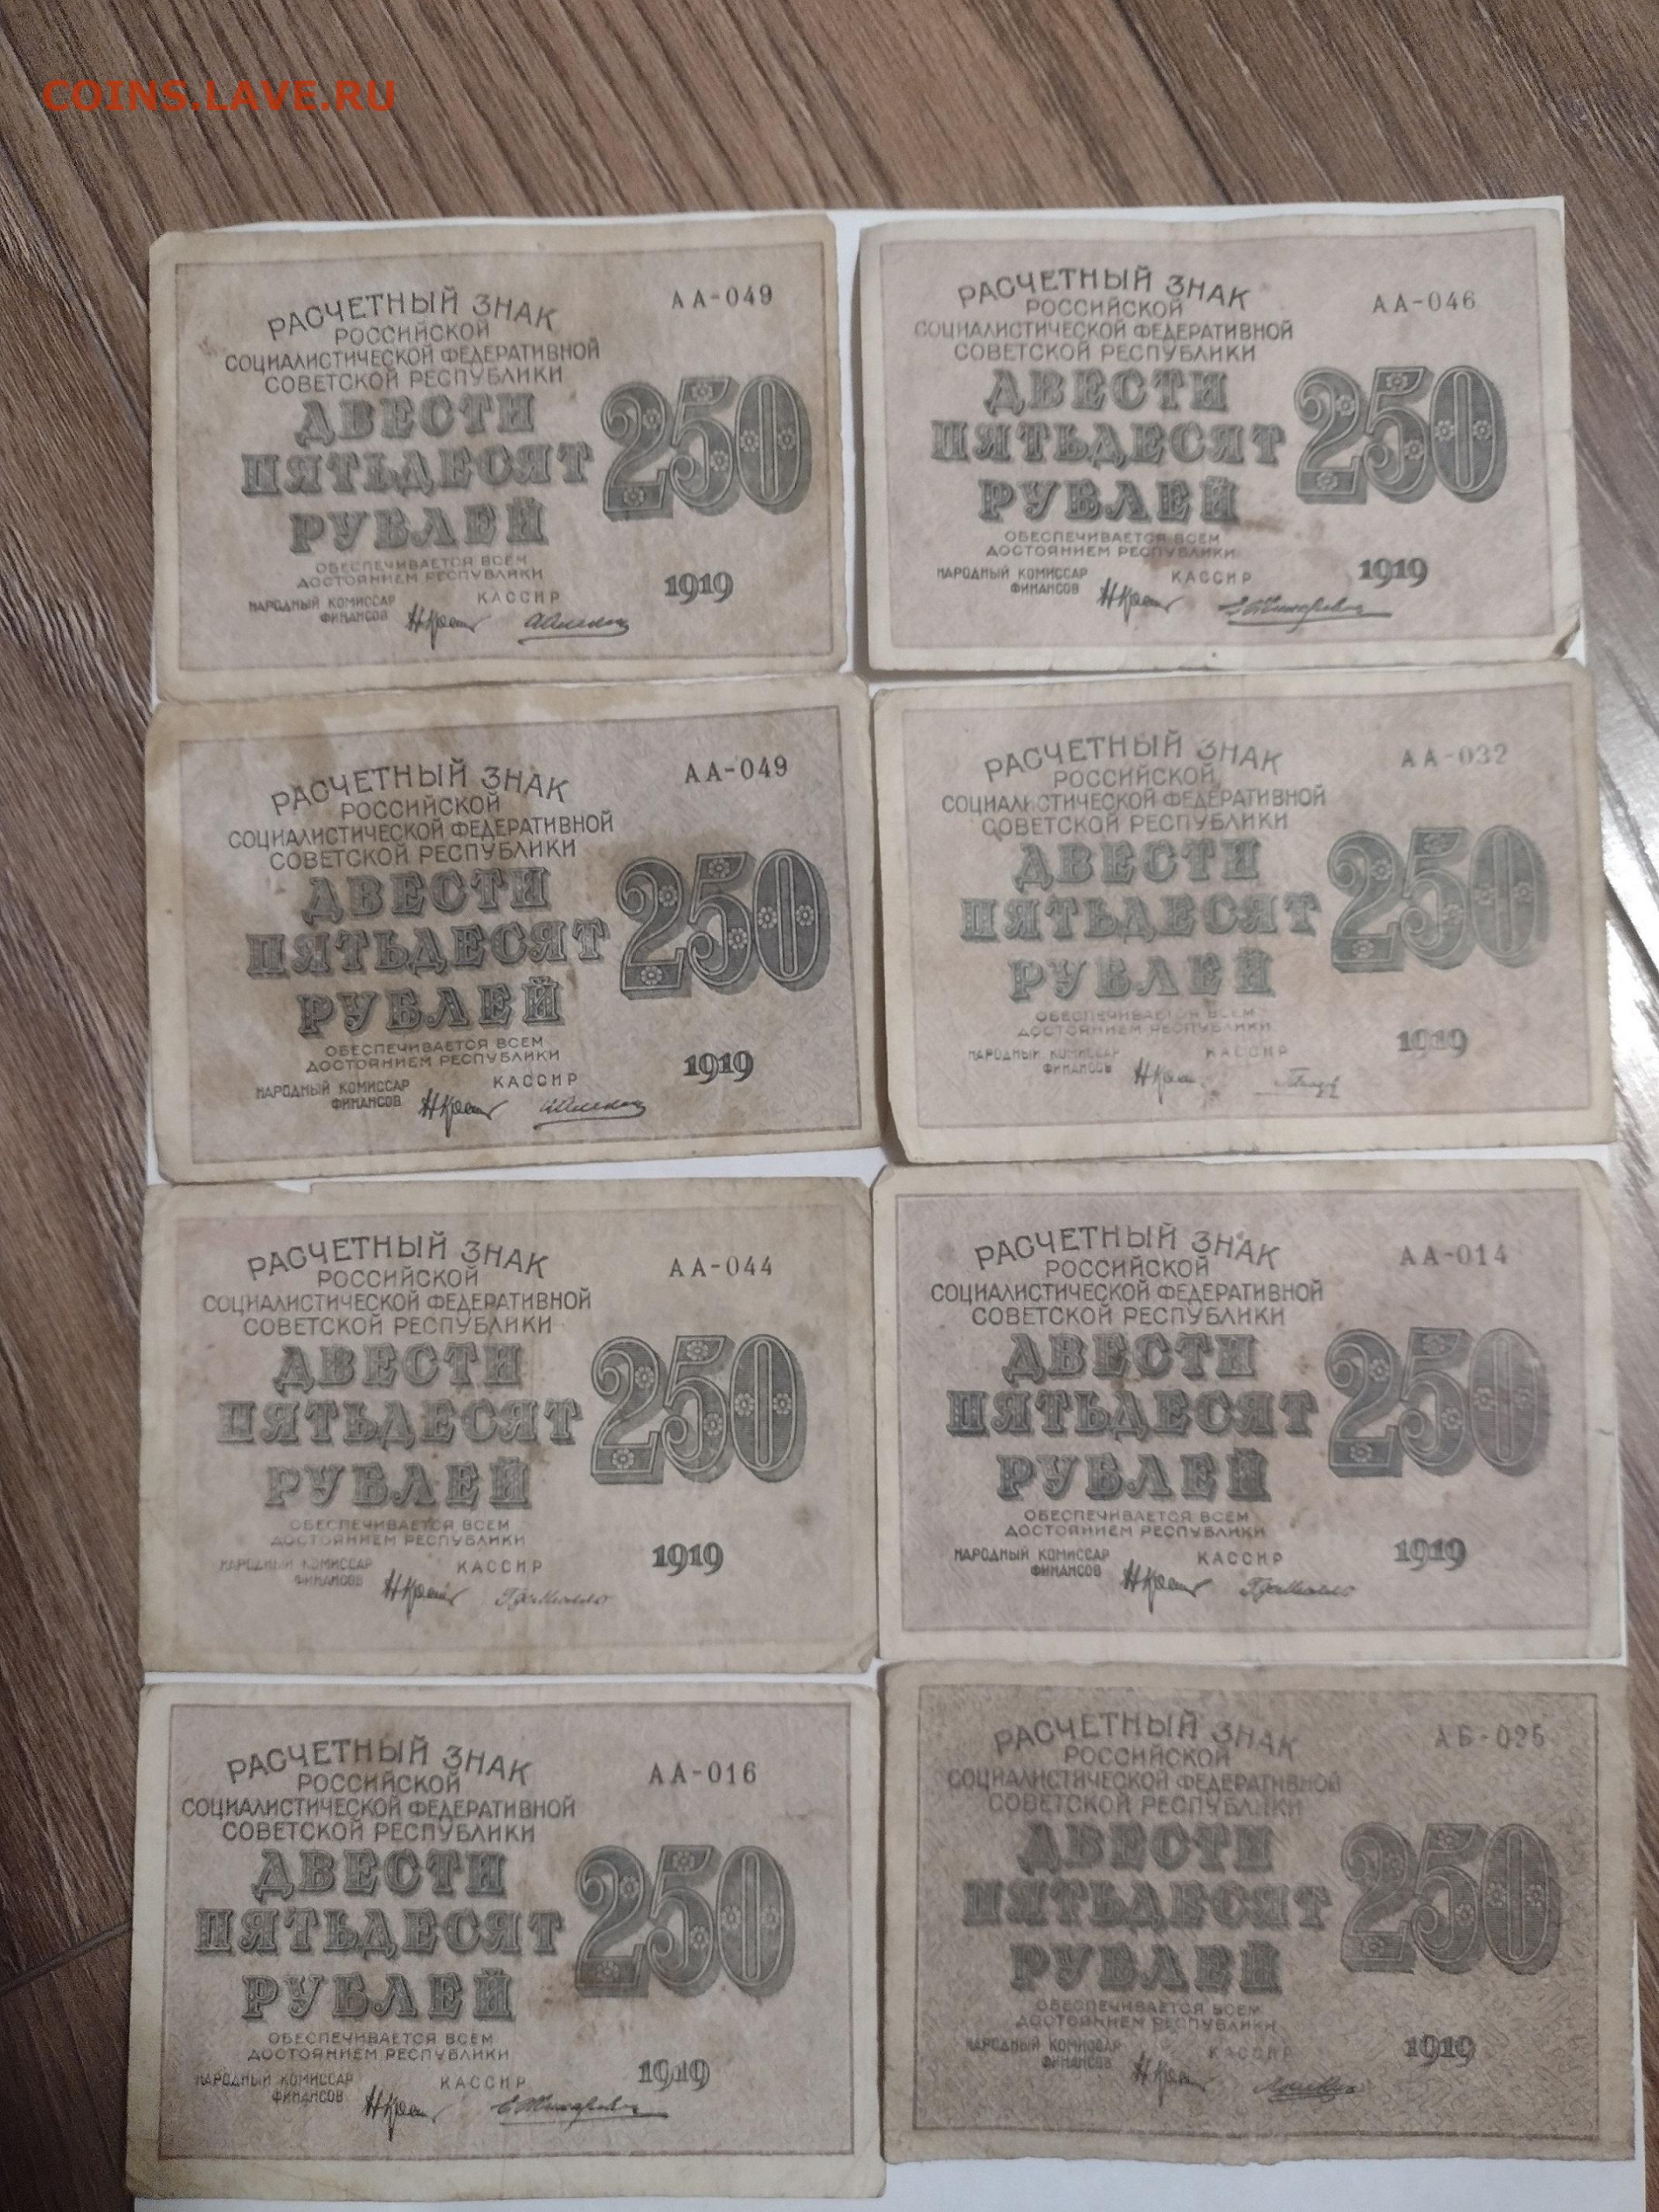 COINS.LAVE.RU
РАСЧЕТНЫЙ ЗНАК
АА-049
РОССИЙСКОЙ
СОЦИАЛИСТИЧЕСКОЙ ФЕДЕРАТИВНОЙ
СОВЕТСКОЙ РЕСПУБЛИКИ
ДВЕСТИ
ПЯТЬДЕСЯТ
РУБЛЕЙ
250
ОБЕСПЕЧИВАЕТСЯ ВСЕМ
ДОСТОЯНИЕМ РЕСПУБЛИКИ
НАРОДНЫЙ КОМИССАР
ФИНАНСОВ
КАССИР
1919
РАСЧЕТНЫЙ ЗНАК
АА-046
РОССИЙСКОЙ
СОЦИАЛИСТИЧЕСКОЙ ФЕДЕРАТИВНОЙ
СОВЕТСКОЙ РЕСПУБЛИКИ
ДВЕСТИ
ПЯТЬДЕСЯТ
РУБЛЕЙ
250
ОБЕСПЕЧИВАЕТСЯ ВСЕМ
ДОСТОЯНИЕМ РЕСПУБЛИКИ
НАРОДНЫЙ КОМИССАР
ФИНАНСОВ
КАССИР
1919
РАСЧЕТНЫЙ ЗНАК
АА-049
РОССИЙСКОЙ
СОЦИАЛИСТИЧЕСКОЙ ФЕДЕРАТИВНОЙ
СОВЕТСКОЙ РЕСПУБЛИКИ
ДВЕСТИ
ПЯТЬДЕСЯТ
РУБЛЕЙ
250
ОБЕСПЕЧИВАЕТСЯ ВСЕМ
ДОСТОЯНИЕМ РЕСПУБЛИКИ
НАРОДНЫЙ КОМИССАР
ФИНАНСОВ
КАССИР
1919
РАСЧЕТНЫЙ ЗНАК
АА-032
РОССИЙСКОЙ
СОЦИАЛИСТИЧЕСКОЙ ФЕДЕРАТИВНОЙ
СОВЕТСКОЙ РЕСПУБЛИКИ
ДВЕСТИ
ПЯТЬДЕСЯТ
РУБЛЕЙ
250
ОБЕСПЕЧИВАЕТСЯ ВСЕМ
ДОСТОЯНИЕМ РЕСПУБЛИКИ
НАРОДНЫЙ КОМИССАР
ФИНАНСОВ
КАССИР
1919
РАСЧЕТНЫЙ ЗНАК
АА-044
РОССИЙСКОЙ
СОЦИАЛИСТИЧЕСКОЙ ФЕДЕРАТИВНОЙ
СОВЕТСКОЙ РЕСПУБЛИКИ
ДВЕСТИ
ПЯТЬДЕСЯТ
РУБЛЕЙ
250
ОБЕСПЕЧИВАЕТСЯ ВСЕМ
ДОСТОЯНИЕМ РЕСПУБЛИКИ
НАРОДНЫЙ КОМИССАР
ФИНАНСОВ
КАССИР
1919
РАСЧЕТНЫЙ ЗНАК
АА-014
РОССИЙСКОЙ
СОЦИАЛИСТИЧЕСКОЙ ФЕДЕРАТИВНОЙ
СОВЕТСКОЙ РЕСПУБЛИКИ
ДВЕСТИ
ПЯТЬДЕСЯТ
РУБЛЕЙ
250
ОБЕСПЕЧИВАЕТСЯ ВСЕМ
ДОСТОЯНИЕМ РЕСПУБЛИКИ
НАРОДНЫЙ КОМИССАР
ФИНАНСОВ
КАССИР
1919
РАСЧЕТНЫЙ ЗНАК
АА-016
РОССИЙСКОЙ
СОЦИАЛИСТИЧЕСКОЙ ФЕДЕРАТИВНОЙ
СОВЕТСКОЙ РЕСПУБЛИКИ
ДВЕСТИ
ПЯТЬДЕСЯТ
РУБЛЕЙ
250
ОБЕСПЕЧИВАЕТСЯ ВСЕМ
ДОСТОЯНИЕМ РЕСПУБЛИКИ
НАРОДНЫЙ КОМИССАР
ФИНАНСОВ
КАССИР
1919
РАСЧЕТНЫЙ ЗНАК
АБ-025
РОССИЙСКОЙ
СОЦИАЛИСТИЧЕСКОЙ ФЕДЕРАТИВНОЙ
СОВЕТСКОЙ РЕСПУБЛИКИ
ДВЕСТИ
ПЯТЬДЕСЯТ
РУБЛЕЙ
250
ОБЕСПЕЧИВАЕТСЯ ВСЕМ
ДОСТОЯНИЕМ РЕСПУБЛИКИ
НАРОДНЫЙ КОМИССАР
ФИНАНСОВ
КАССИР
1919